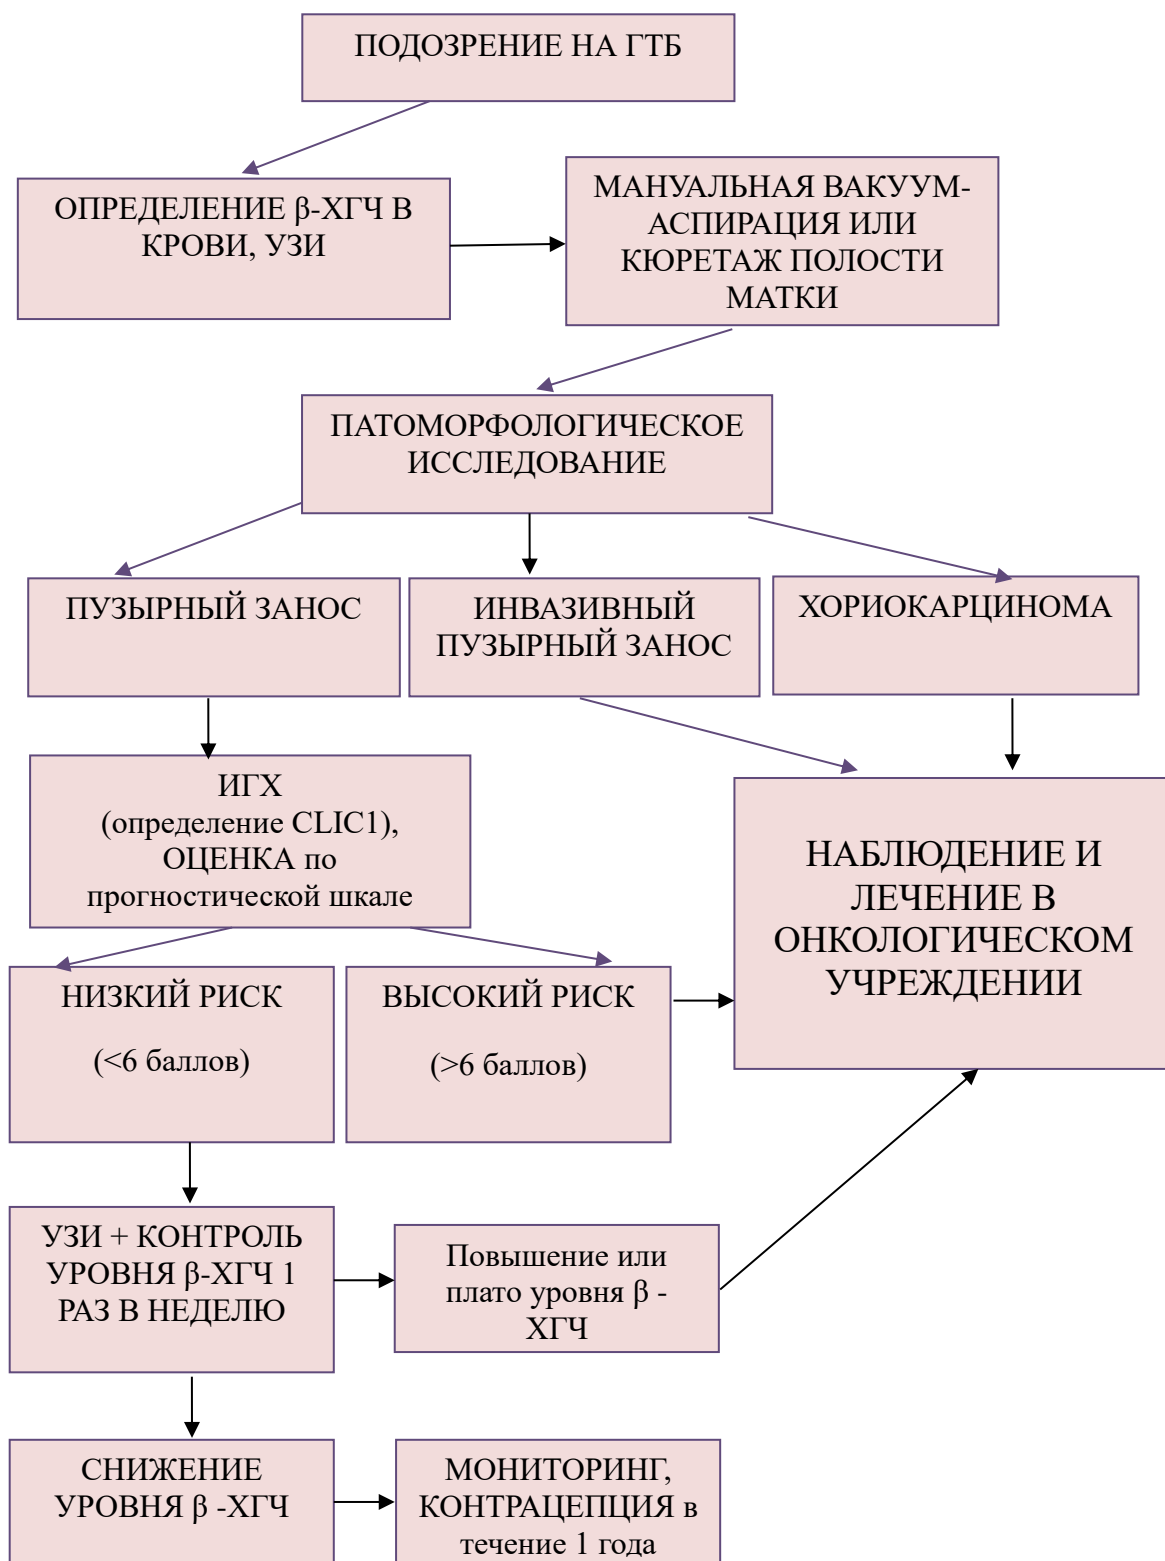 ПОДОЗРЕНИЕ НА ГТБ
ОПРЕДЕЛЕНИЕ β-ХГЧ В
КРОВИ, УЗИ
МАНУАЛЬНАЯ ВАКУУМ-
АСПИРАЦИЯ ИЛИ
КЮРЕТАЖ ПОЛОСТИ
МАТКИ
ПАТОМОРФОЛОГИЧЕСКОЕ
ИССЛЕДОВАНИЕ
ПУЗЫРНЫЙ ЗАНОС
ИНВАЗИВНЫЙ
ПУЗЫРНЫЙ ЗАНОС
ХОРИОКАРЦИНОМА
ИГХ
(определение CLIC1),
ОЦЕНКА по
прогностической шкале
НАБЛЮДЕНИЕ И
ЛЕЧЕНИЕ В
ОНКОЛОГИЧЕСКОМ
УЧРЕЖДЕНИИ
НИЗКИЙ РИСК
(<6 баллов)
ВЫСОКИЙ РИСК
(>6 баллов)
УЗИ + КОНТРОЛЬ
УРОВНЯ β-ХГЧ 1
РАЗ В НЕДЕЛЮ
Повышение или
плато уровня β -
ХГЧ
СНИЖЕНИЕ
УРОВНЯ β -ХГЧ
МОНИТОРИНГ,
КОНТРАЦЕПЦИЯ в
течение 1 года